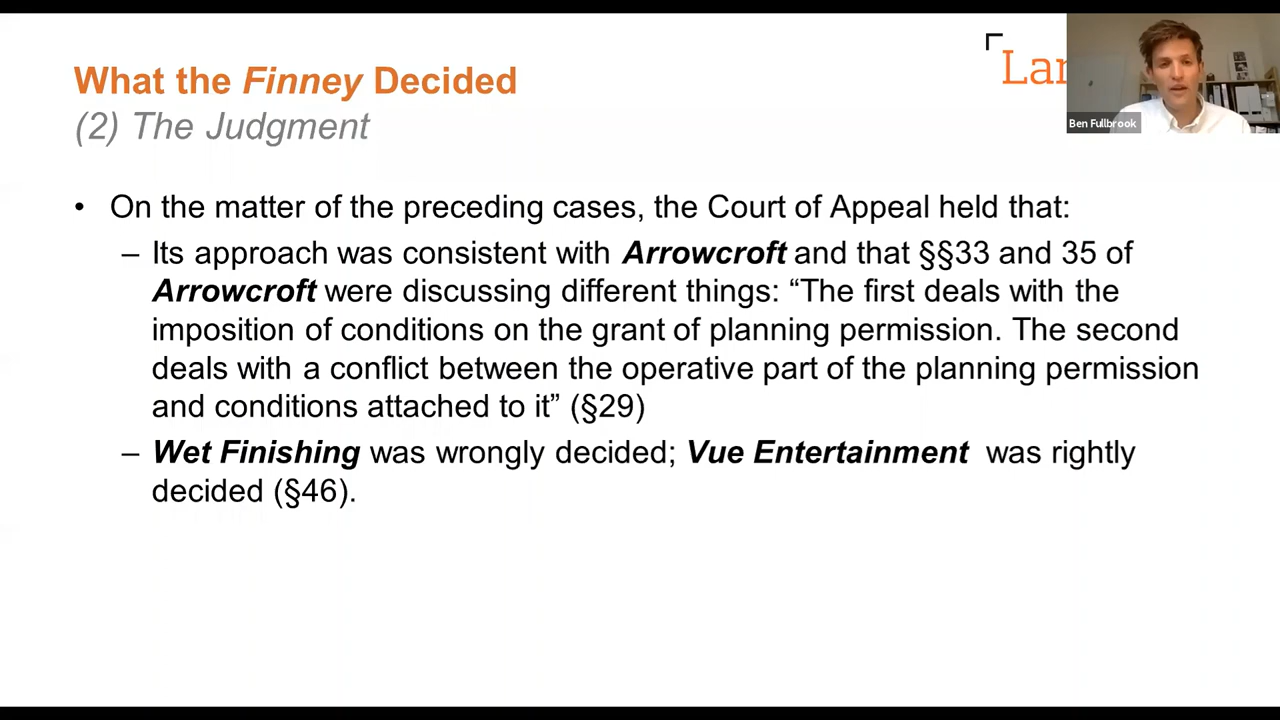 What the Finney Decided
(2) The Judgment
Lan
Ben Fullbrook
• On the matter of the preceding cases, the Court of Appeal held that:
– Its approach was consistent with Arrowcroft and that §§33 and 35 of
Arrowcroft were discussing different things: “The first deals with the
imposition of conditions on the grant of planning permission. The second
deals with a conflict between the operative part of the planning permission
and conditions attached to it” (§29)
– Wet Finishing was wrongly decided; Vue Entertainment was rightly
decided (§46).